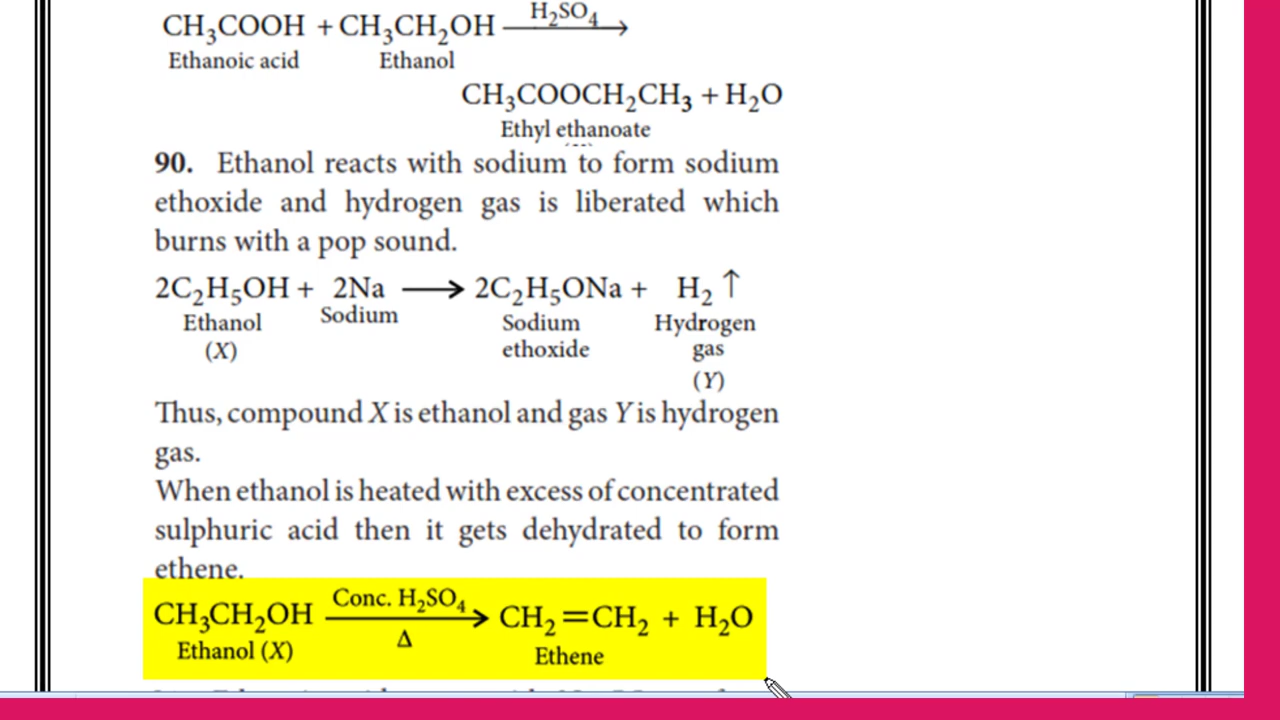 H₂SO₄
CH₃COOH + CH₃CH₂OH ⟶
Ethanoic acid Ethanol
CH₃COOCH₂CH₃ + H₂O
Ethyl ethanoate
90. Ethanol reacts with sodium to form sodium
ethoxide and hydrogen gas is liberated which
burns with a pop sound.
2C₂H₅OH + 2Na ⟶ 2C₂H₅ONa + H₂ ↑
Ethanol Sodium Sodium Hydrogen
ethoxide gas
(X) (Y)
Thus, compound X is ethanol and gas Y is hydrogen
gas.
When ethanol is heated with excess of concentrated
sulphuric acid then it gets dehydrated to form
ethene.
Conc. H₂SO₄
CH₃CH₂OH ⟶ CH₂=CH₂ + H₂O
Δ
Ethanol (X) Ethene